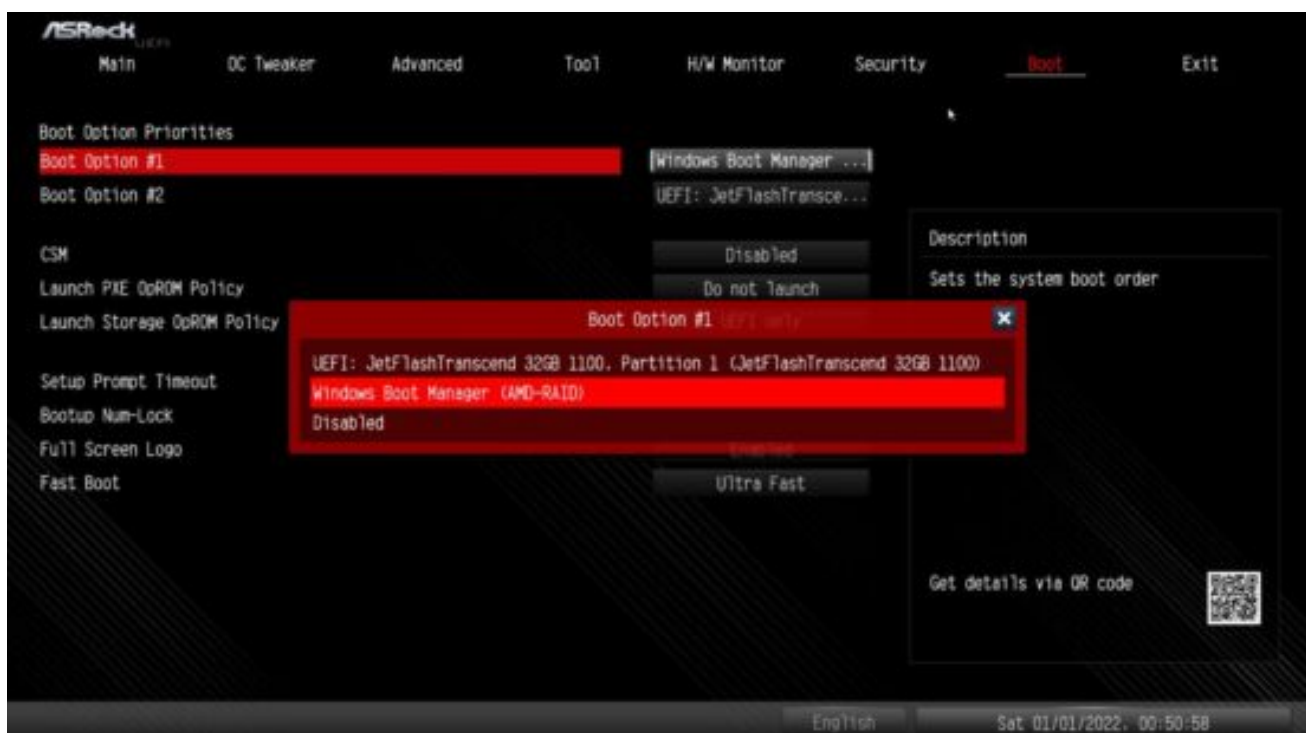 ASRock
UEFI
Main OC Tweaker Advanced Tool H/W Monitor Security Boot Exit
Boot Option Priorities
Boot Option #1 [Windows Boot Manager ...]
Boot Option #2 UEFI: JetFlashTransce...
CSM Disabled
Launch PXE OpROM Policy Do not launch
Launch Storage OpROM Policy UEFI only
Setup Prompt Timeout
Bootup Num-Lock
Full Screen Logo Enabled
Fast Boot Ultra Fast
Boot Option #1
UEFI: JetFlashTranscend 32GB 1100, Partition 1 (JetFlashTranscend 32GB 1100)
Windows Boot Manager (AMD-RAID)
Disabled
Description
Sets the system boot order
Get details via QR code
English Sat 01/01/2022, 00:50:58